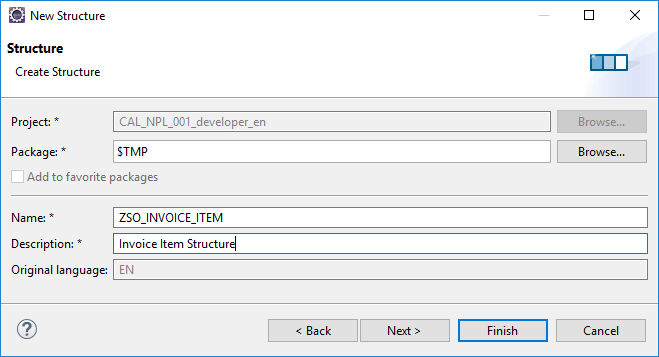 New Structure
Structure
Create Structure
Project: * CAL_NPL_001_developer_en Browse...
Package: * $TMP Browse...
Add to favorite packages
Name: * ZSO_INVOICE_ITEM
Description: * Invoice Item Structure
Original language: EN
? < Back Next > Finish Cancel